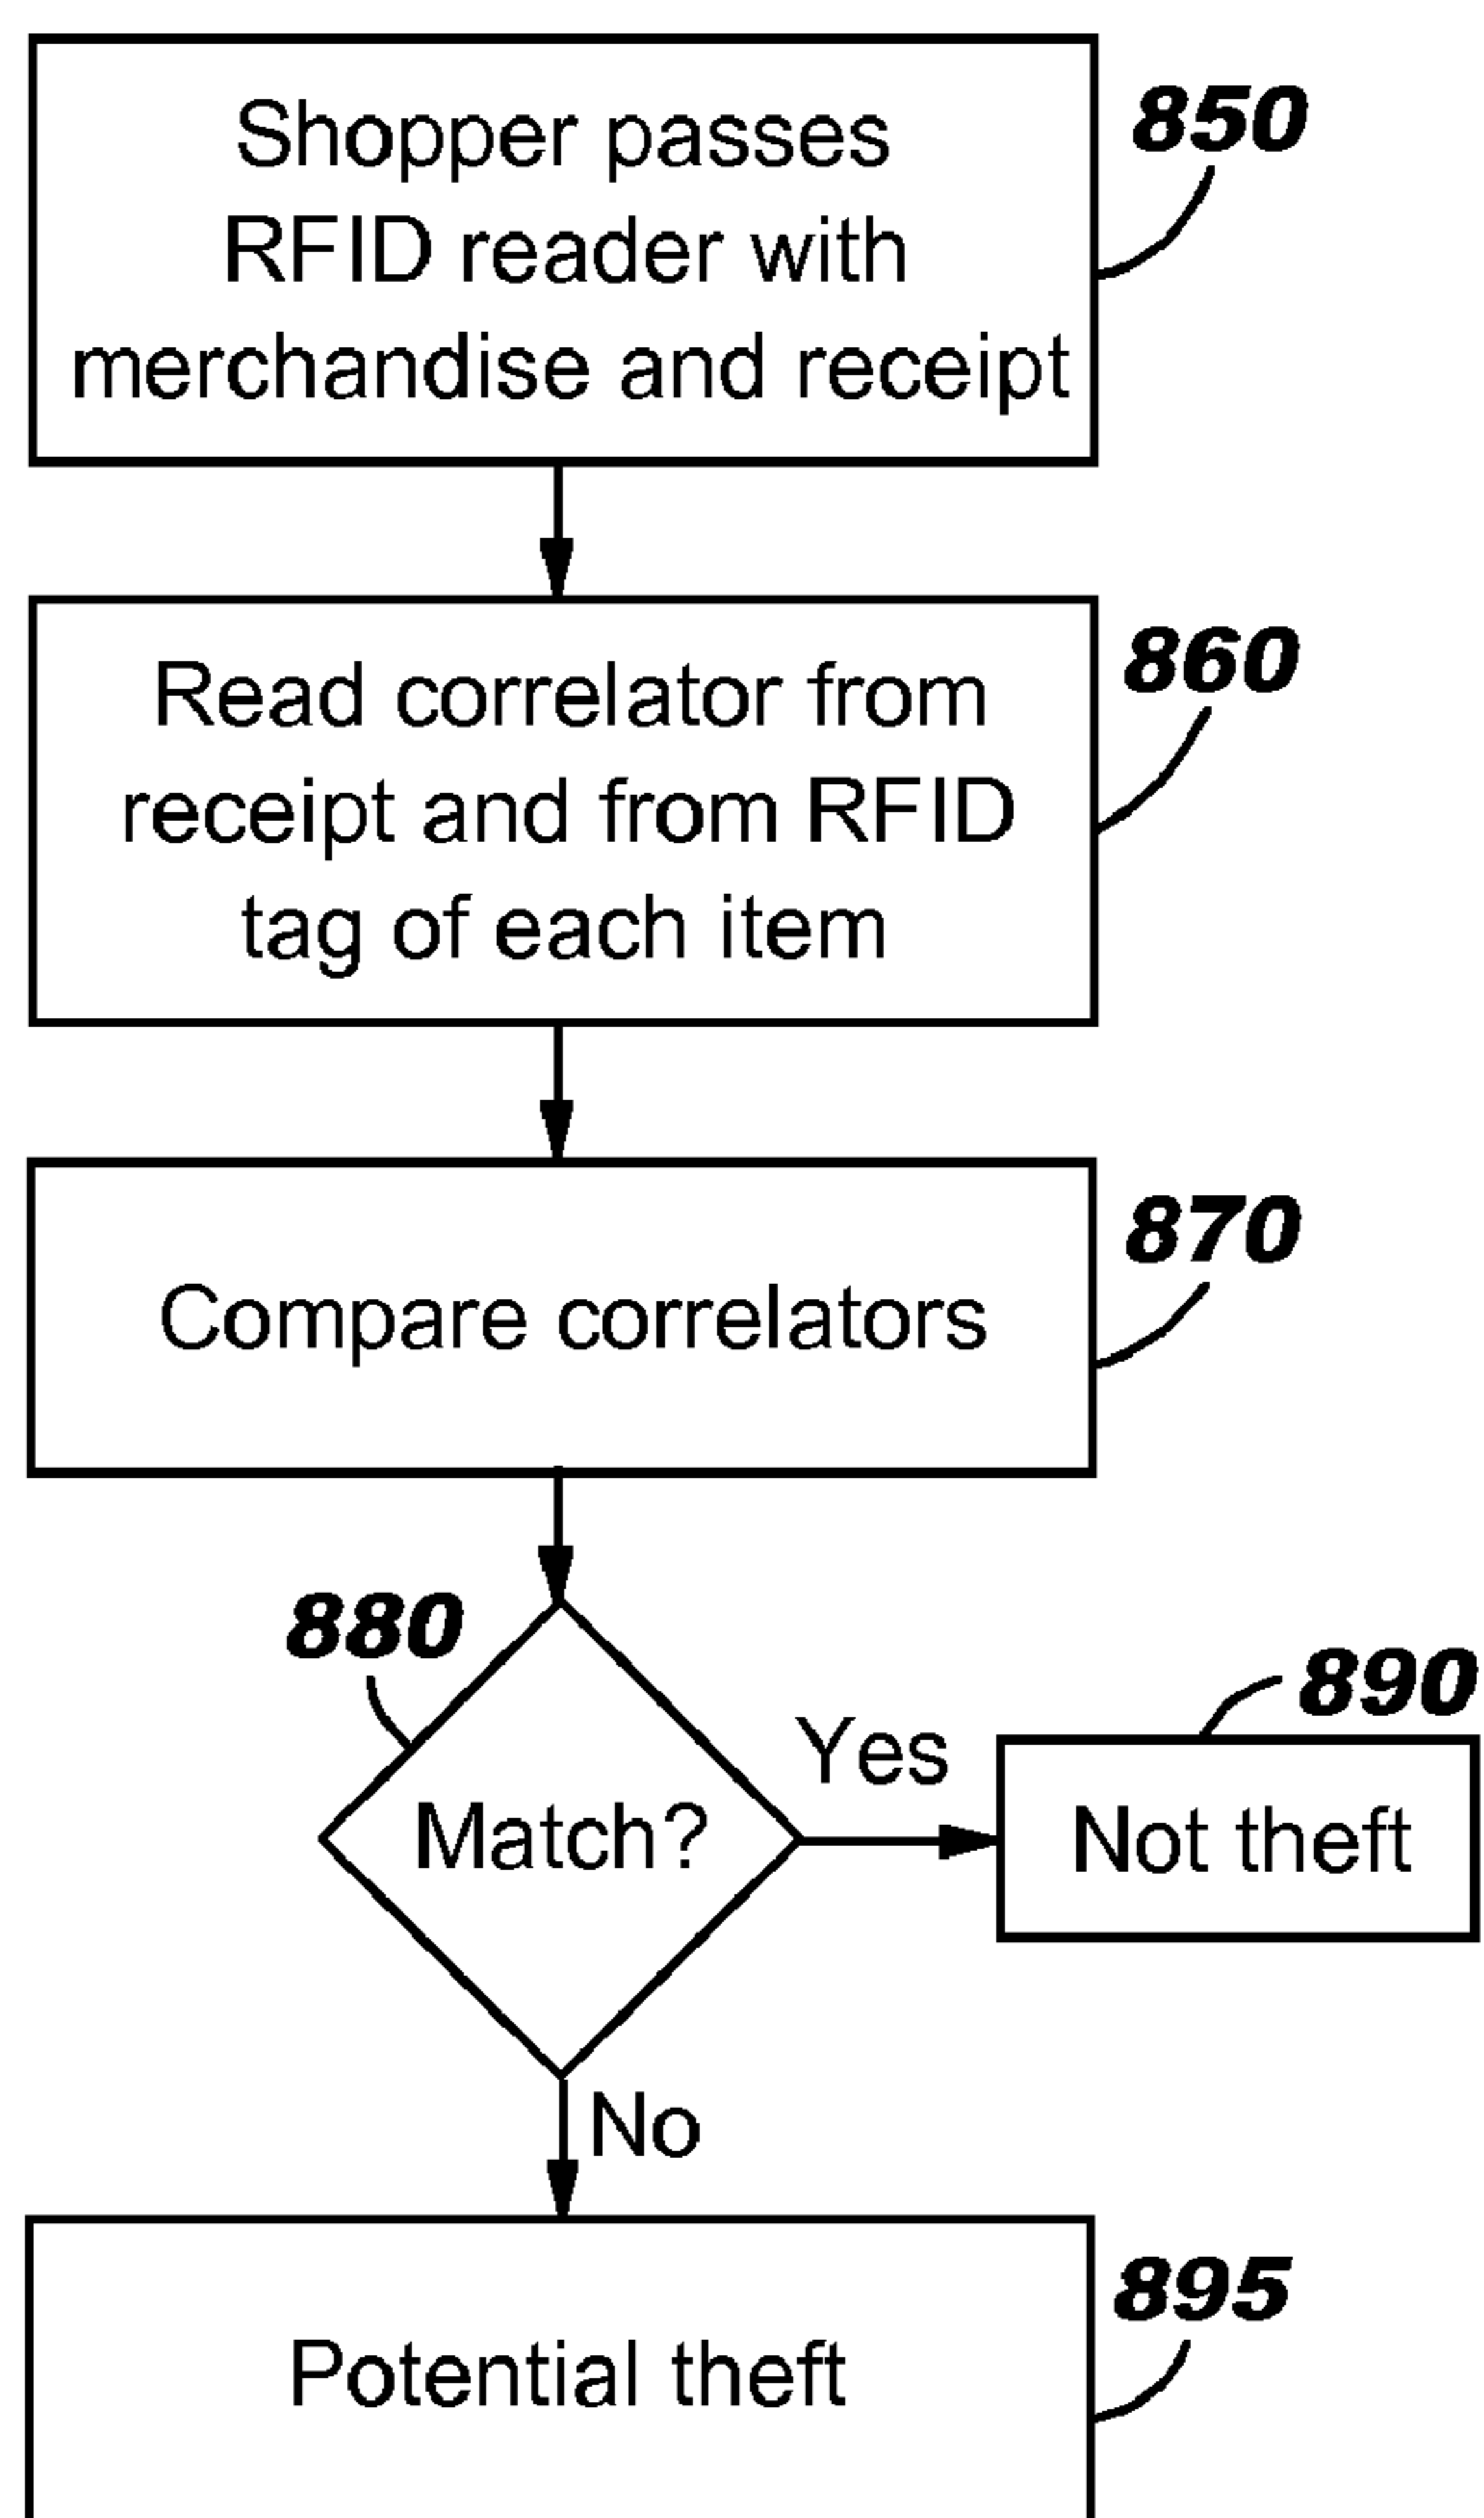 Shopper passes
RFID reader with
merchandise and receipt
850
Read correlator from
receipt and from RFID
tag of each item
860
Compare correlators
870
880
Match?
Yes
890
Not theft
No
Potential theft
895